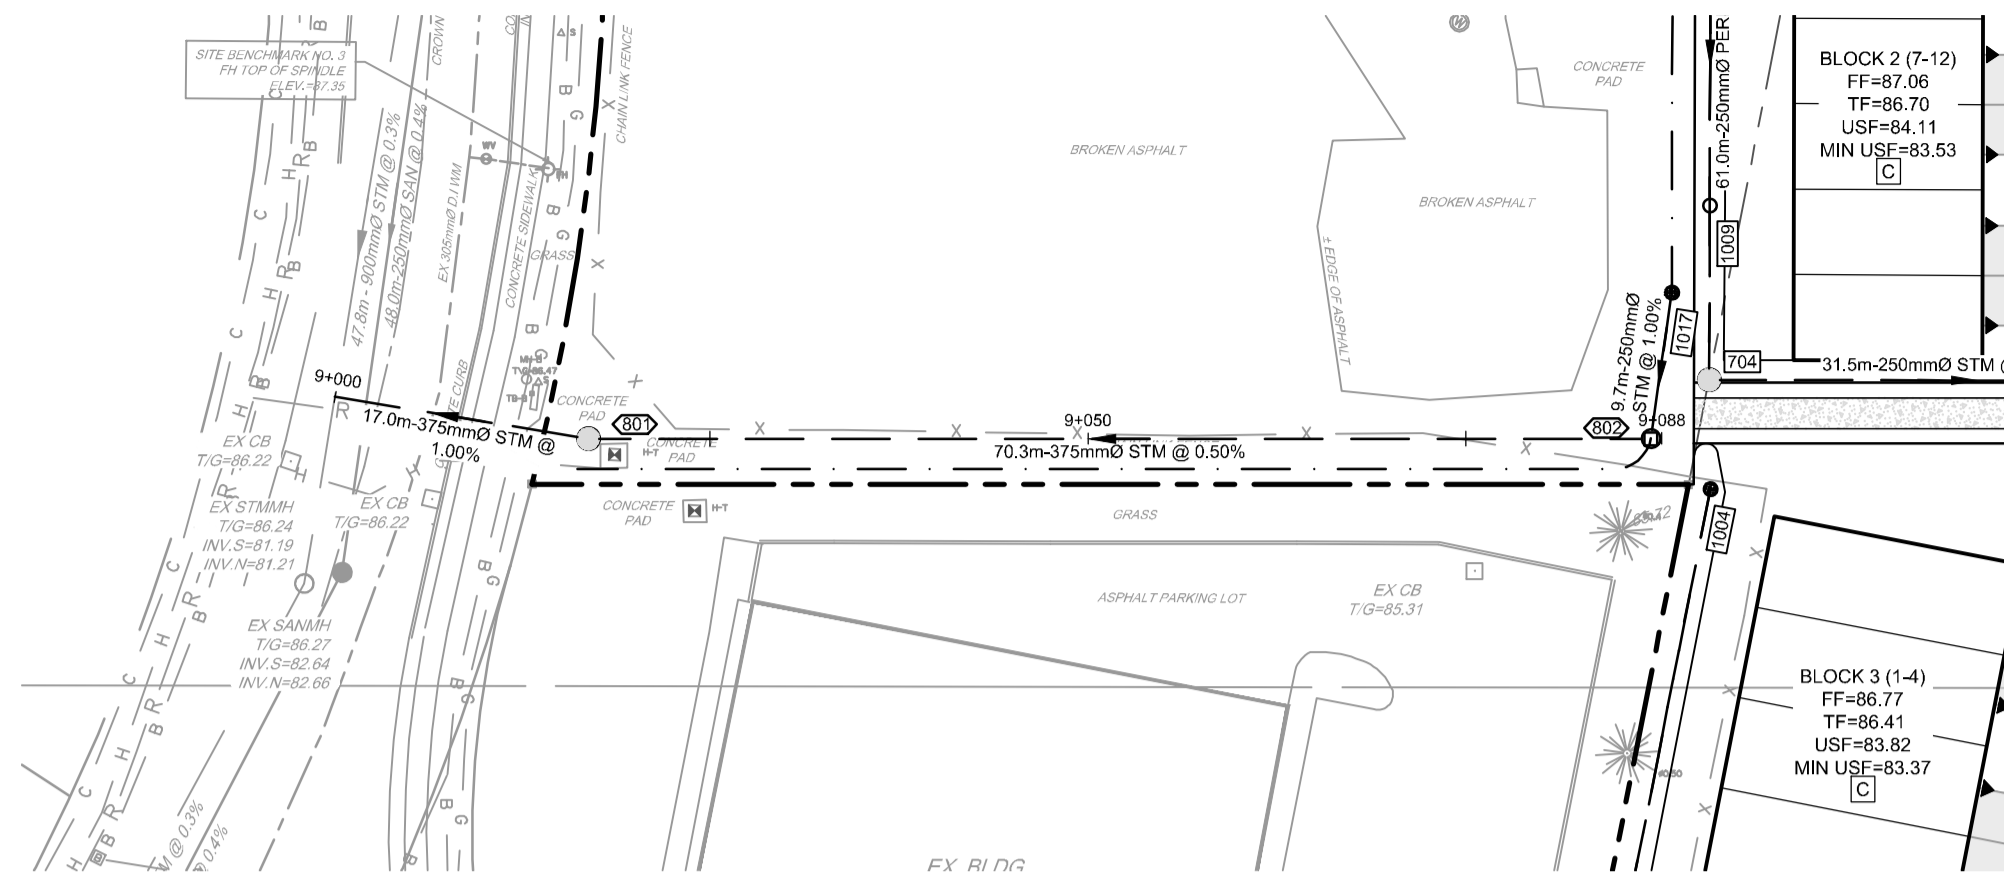 SITE BENCHMARK NO. 3
FH TOP OF SPINDLE
ELEV.=87.35
CROWN
CHAIN LINK FENCE
47.8m - 900mmØ STM @ 0.3%
48.0m-250mmØ SAN @ 0.4%
EX 305mmØ D.I WM
WV
FH
CONCRETE SIDEWALK
GRASS
BROKEN ASPHALT
BROKEN ASPHALT
± EDGE OF ASPHALT
CONCRETE
PAD
61.0m-250mmØ PER
1009
BLOCK 2 (7-12)
FF=87.06
TF=86.70
USF=84.11
MIN USF=83.53
C
9.7m-250mmØ
STM @ 1.00%
1017
704
31.5m-250mmØ STM
9+000
17.0m-375mmØ STM @
1.00%
CONCRETE
PAD
801
CONCRETE
PAD
H-T
9+050
70.3m-375mmØ STM @ 0.50%
802
9+088
EX CB
T/G=86.22
EX STMMH
T/G=86.24
INV.S=81.19
INV.N=81.21
EX CB
T/G=86.22
EX SANMH
T/G=86.27
INV.S=82.64
INV.N=82.66
CONCRETE
PAD
H-T
GRASS
1004
ASPHALT PARKING LOT
EX CB
T/G=85.31
BLOCK 3 (1-4)
FF=86.77
TF=86.41
USF=83.82
MIN USF=83.37
C
M @ 0.3%
@ 0.4%
EX BLDG